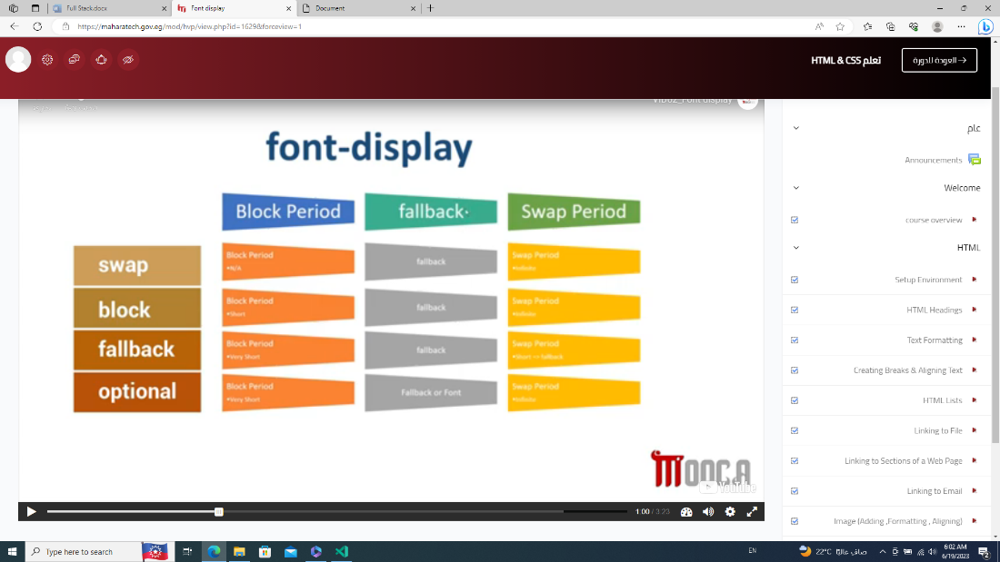 Full Stack.docx
Font display
Document
https://maharatech.gov.eg/mod/hvp/view.php?id=1629&forceview=1
تعلم HTML & CSS
العودة للدورة
VID02_Font display
font-display
Block Period
fallback
Swap Period
swap
Block Period
•N/A
fallback
Swap Period
•Infinite
block
Block Period
•Short
fallback
Swap Period
•Infinite
fallback
Block Period
•Very Short
fallback
Swap Period
•Short => fallback
optional
Block Period
•Very Short
Fallback or Font
Swap Period
•Infinite
MOOCA
YouTube
1:00 / 3:23
عام
Announcements
Welcome
course overview
HTML
Setup Environment
HTML Headings
Text Formatting
Creating Breaks & Aligning Text
HTML Lists
Linking to File
Linking to Sections of a Web Page
Linking to Email
Image (Adding ,Formatting , Aligning)
Type here to search
EN
22°C
صاف غالبًا
6:02 AM
6/19/2023
2